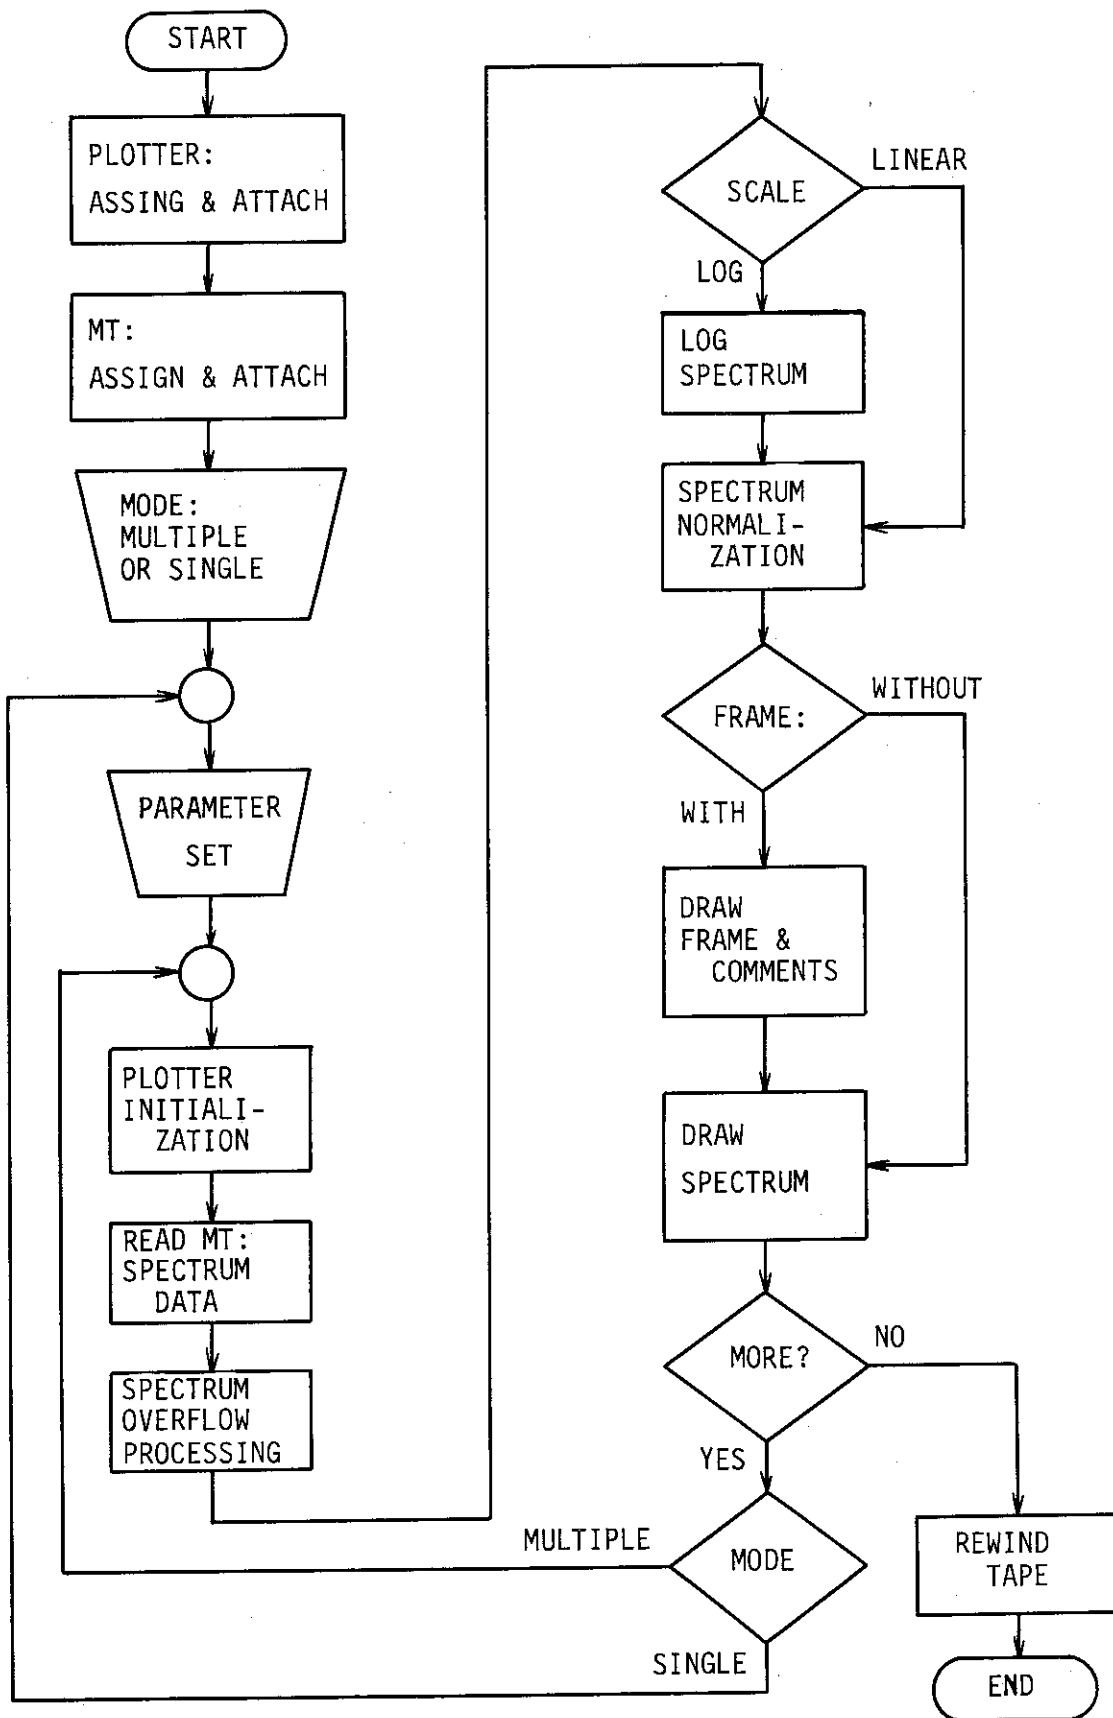 START
PLOTTER:
ASSING & ATTACH
MT:
ASSIGN & ATTACH
MODE:
MULTIPLE
OR SINGLE
PARAMETER
SET
PLOTTER
INITIALI-
ZATION
READ MT:
SPECTRUM
DATA
SPECTRUM
OVERFLOW
PROCESSING
SCALE
LINEAR
LOG
LOG
SPECTRUM
SPECTRUM
NORMALI-
ZATION
FRAME:
WITHOUT
WITH
DRAW
FRAME &
COMMENTS
DRAW
SPECTRUM
MORE?
NO
YES
MODE
MULTIPLE
SINGLE
REWIND
TAPE
END